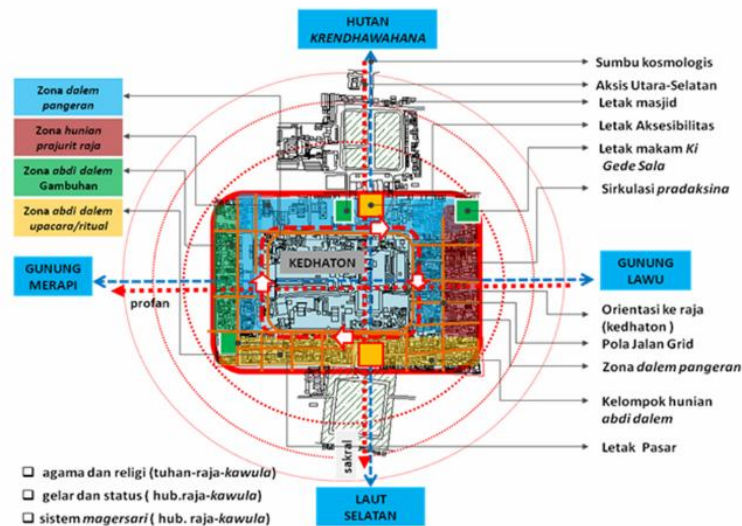 HUTAN
KRENDHAWAHANA
Sumbu kosmologis
Aksis Utara-Selatan
Letak masjid
Letak Aksesibilitas
Letak makam Ki
Gede Sala
Sirkulasi pradaksina
Zona dalem
pangeran
Zona hunian
prajurit raja
Zona abdi dalem
Gambuhan
Zona abdi dalem
upacara/ritual
KEDHATON
GUNUNG
MERAPI
profan
GUNUNG
LAWU
Orientasi ke raja
(kedhaton )
Pola Jalan Grid
Zona dalem pangeran
Kelompok hunian
abdi dalem
Letak Pasar
sakral
❑ agama dan religi (tuhan-raja-kawula)
❑ gelar dan status ( hub.raja-kawula)
❑ sistem magersari ( hub. raja-kawula)
LAUT
SELATAN